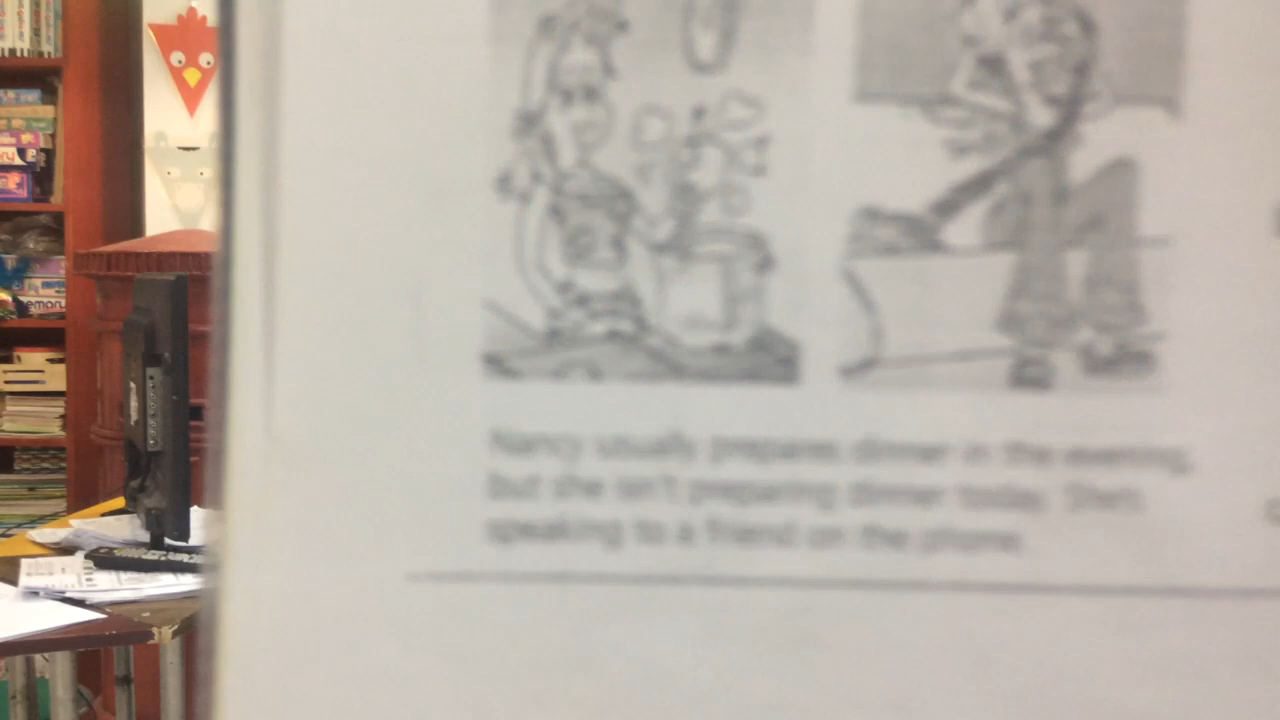 emory
Nancy usually prepares dinner in the evening,
but she isn't preparing dinner today. She's
speaking to a friend on the phone.